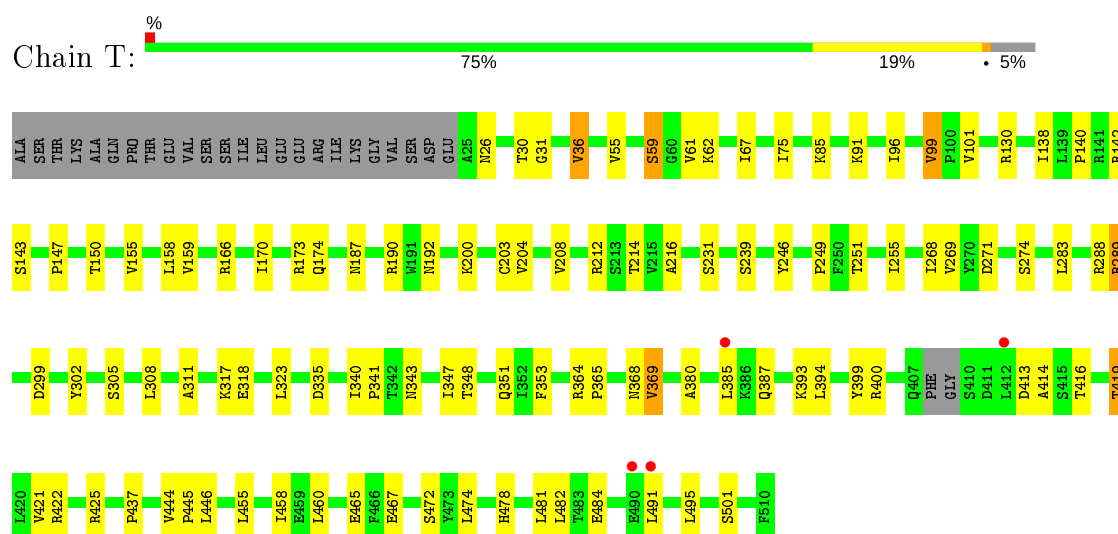 %
Chain T:
75% 19% • 5%
ALA SER THR LYS ALA GLN PRO THR GLU VAL SER SER ILE LEU GLU GLU ARG ILE LYS GLY VAL SER ASP GLU A25 N26 T30 G31 V36 V55 S59 G60 V61 K62 I67 I75 K85 K91 I96 V99 P100 V101 R130 I138 L139 P140 R141 R142
S143 P147 T150 V155 L158 V159 R166 I170 R173 Q174 N187 R190 W191 N192 K200 C203 V204 V208 R212 S213 T214 V215 A216 S231 S239 Y246 P249 F250 T251 I255 I268 V269 Y270 D271 S274 L283 R288 R289
D299 Y302 S305 L308 A311 K317 E318 L323 D335 I340 P341 T342 N343 I347 T348 Q351 I352 F353 R364 P365 N368 V369 A380 L385 K386 Q387 K393 L394 Y399 R400 Q407 PHE GLY S410 D411 L412 D413 A414 S415 T416 T419
L420 V421 R422 R425 P437 V444 P445 L446 L455 I458 E459 L460 E465 F466 E467 S472 Y473 L474 H478 L481 L482 T483 E484 E490 L491 L495 S501 F510